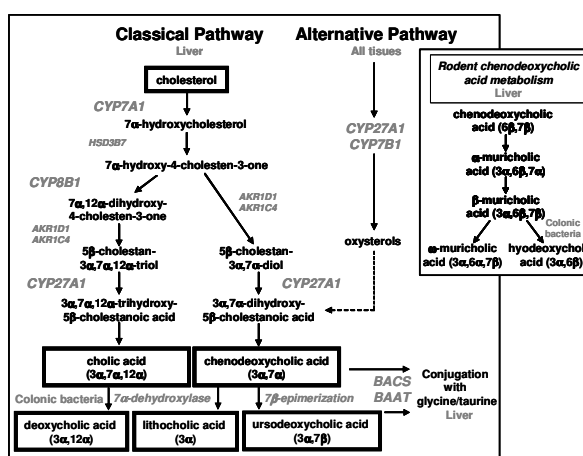 Classical Pathway
Liver
Alternative Pathway
All tissues
cholesterol
CYP7A1
7α-hydroxycholesterol
HSD3B7
7α-hydroxy-4-cholesten-3-one
CYP8B1
7α,12α-dihydroxy-
4-cholesten-3-one
AKR1D1
AKR1C4
AKR1D1
AKR1C4
5β-cholestan-
3α,7α,12α-triol
5β-cholestan-
3α,7α-diol
CYP27A1
CYP27A1
3α,7α,12α-trihydroxy-
5β-cholestanoic acid
3α,7α-dihydroxy-
5β-cholestanoic acid
CYP27A1
CYP7B1
oxysterols
cholic acid
(3α,7α,12α)
chenodeoxycholic acid
(3α,7α)
BACS
BAAT
Conjugation
with
glycine/taurine
Liver
Colonic bacteria
7α-dehydroxylase
7β-epimerization
deoxycholic acid
(3α,12α)
lithocholic acid
(3α)
ursodeoxycholic acid
(3α,7β)
Rodent chenodeoxycholic
acid metabolism
Liver
chenodeoxycholic
acid (6β,7β)
α-muricholic
acid (3α,6β,7α)
β-muricholic
acid (3α,6β,7β)
Colonic
bacteria
α-muricholic
acid (3α,6α,7β)
hyodeoxychol
acid (3α,6β)